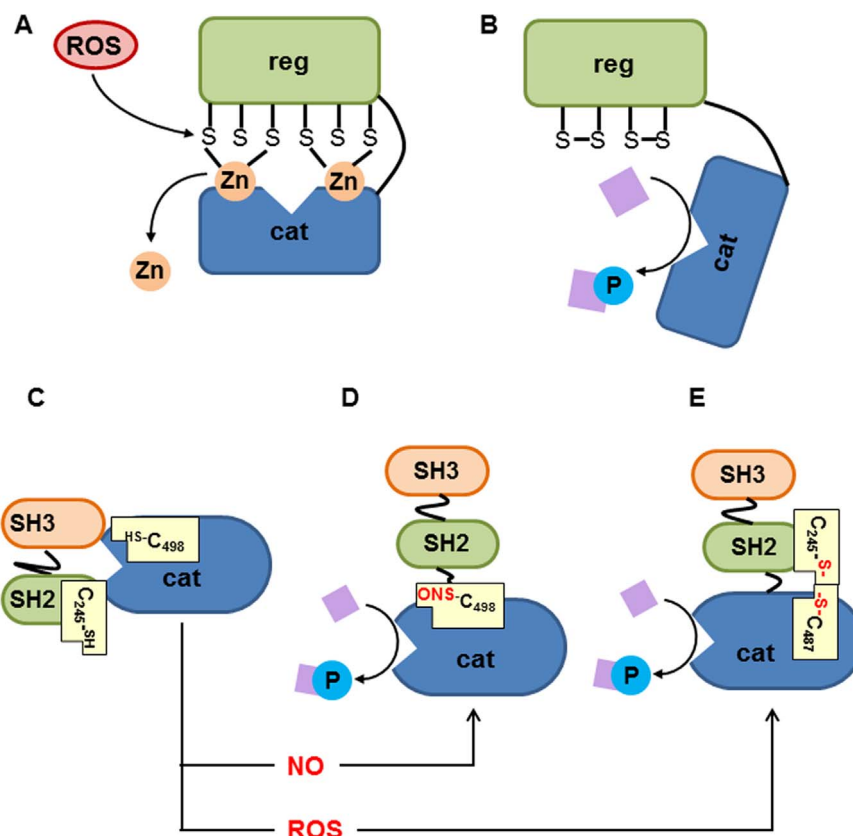 A
ROS
reg
S S S S S S
Zn Zn
cat
Zn
B
reg
S S S S
cat
P
C
SH3
HS-C498
cat
SH2
C245-SH
D
SH3
SH2
ONS-C498
cat
P
E
SH3
SH2
C245-S-
-S-C487
cat
P
NO
ROS